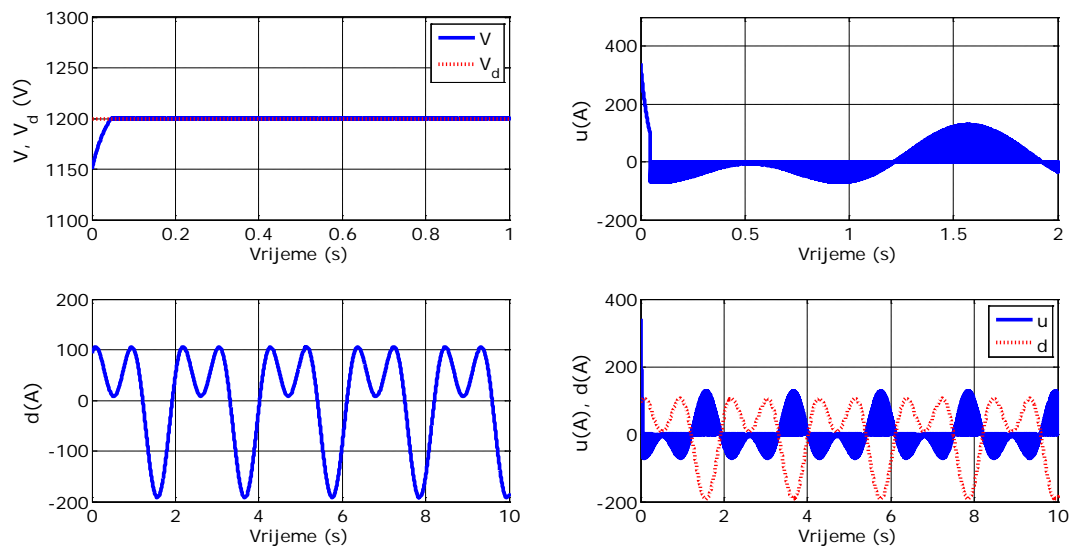 1300
1250
1200
1150
1100
V, V_d (V)
0 0.2 0.4 0.6 0.8 1
Vrijeme (s)
V
V_d
400
200
0
-200
u(A)
0 0.5 1 1.5 2
Vrijeme (s)
200
100
0
-100
-200
d(A)
0 2 4 6 8 10
Vrijeme (s)
400
200
0
-200
u(A), d(A)
0 2 4 6 8 10
Vrijeme (s)
u
d